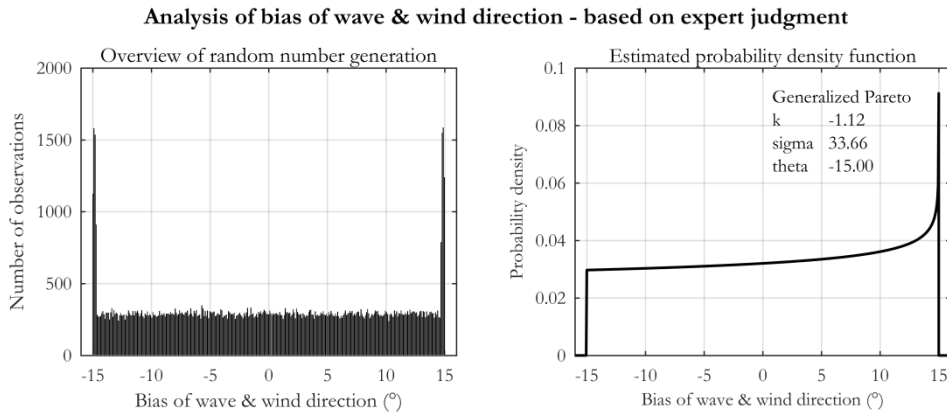 Analysis of bias of wave & wind direction - based on expert judgment
Overview of random number generation
2000
1500
1000
500
0
-15
-10
-5
0
5
10
15
Number of observations
Bias of wave & wind direction (°)
Estimated probability density function
0.1
0.08
0.06
0.04
0.02
0
-15
-10
-5
0
5
10
15
Probability density
Bias of wave & wind direction (°)
Generalized Pareto
k -1.12
sigma 33.66
theta -15.00